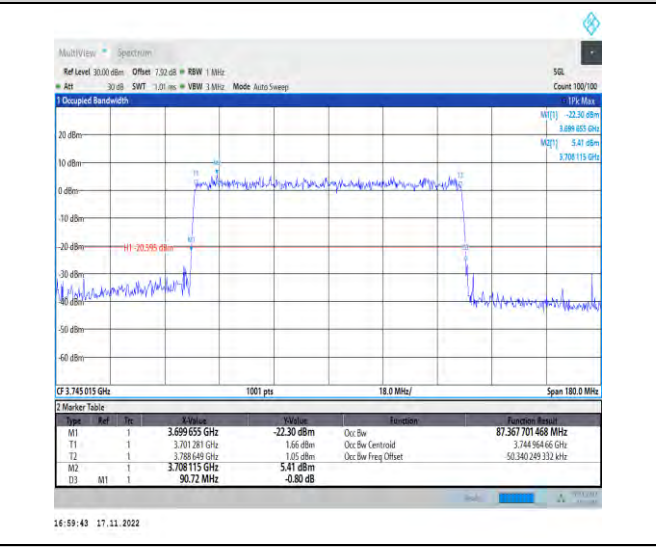 MultiView Spectrum
Ref Level 30.00 dBm Offset 7.92 dB RBW 1 MHz SGL
Att 30 dB SWT 1.01 ms VBW 3 MHz Mode Auto Sweep Count 100/100
1 Occupied Bandwidth 1Pk Max
M1[1] -22.30 dBm
3.699 655 GHz
M2[1] 5.41 dBm
3.708 115 GHz
20 dBm
10 dBm
0 dBm
-10 dBm
-20 dBm
H1 -20.595 dBm
-30 dBm
-40 dBm
-50 dBm
-60 dBm
CF 3.745 015 GHz 1001 pts 18.0 MHz/ Span 180.0 MHz
2 Marker Table
Type Ref Trc X-Value Y-Value Function Function Result
M1 1 3.699 655 GHz -22.30 dBm Occ Bw 87.367 701 468 MHz
T1 1 3.701 281 GHz 1.66 dBm Occ Bw Centroid 3.744 964 66 GHz
T2 1 3.788 649 GHz 1.05 dBm Occ Bw Freq Offset -50.340 249 332 kHz
M2 1 3.708 115 GHz 5.41 dBm
D3 M1 1 90.72 MHz -0.80 dB
16:59:43 17.11.2022